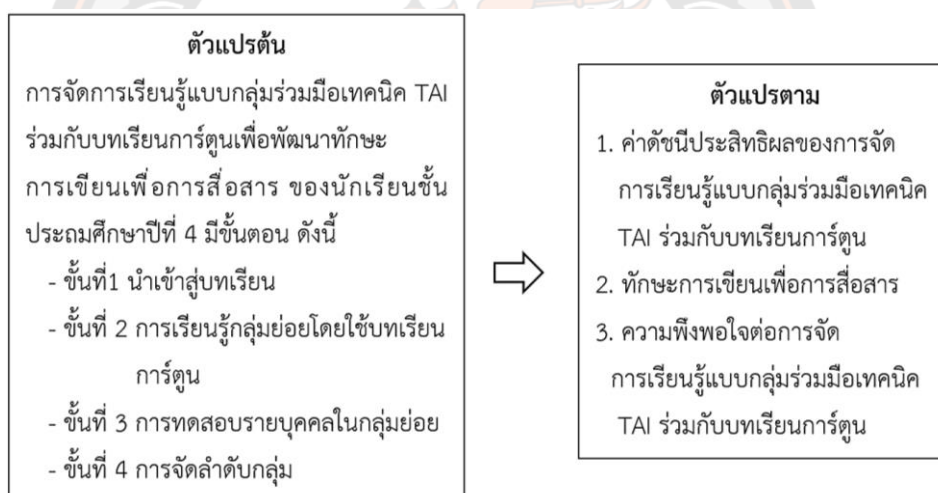 ตัวแปรต้น
การจัดการเรียนรู้แบบกลุ่มร่วมมือเทคนิค TAI
ร่วมกับบทเรียนการ์ตูนเพื่อพัฒนาทักษะ
การเขียนเพื่อการสื่อสาร ของนักเรียนชั้น
ประถมศึกษาปีที่ 4 มีขั้นตอน ดังนี้
- ขั้นที่1 นำเข้าสู่บทเรียน
- ขั้นที่ 2 การเรียนรู้กลุ่มย่อยโดยใช้บทเรียน
การ์ตูน
- ขั้นที่ 3 การทดสอบรายบุคคลในกลุ่มย่อย
- ขั้นที่ 4 การจัดลำดับกลุ่ม
ตัวแปรตาม
1. ค่าดัชนีประสิทธิผลของการจัด
การเรียนรู้แบบกลุ่มร่วมมือเทคนิค
TAI ร่วมกับบทเรียนการ์ตูน
2. ทักษะการเขียนเพื่อการสื่อสาร
3. ความพึงพอใจต่อการจัด
การเรียนรู้แบบกลุ่มร่วมมือเทคนิค
TAI ร่วมกับบทเรียนการ์ตูน